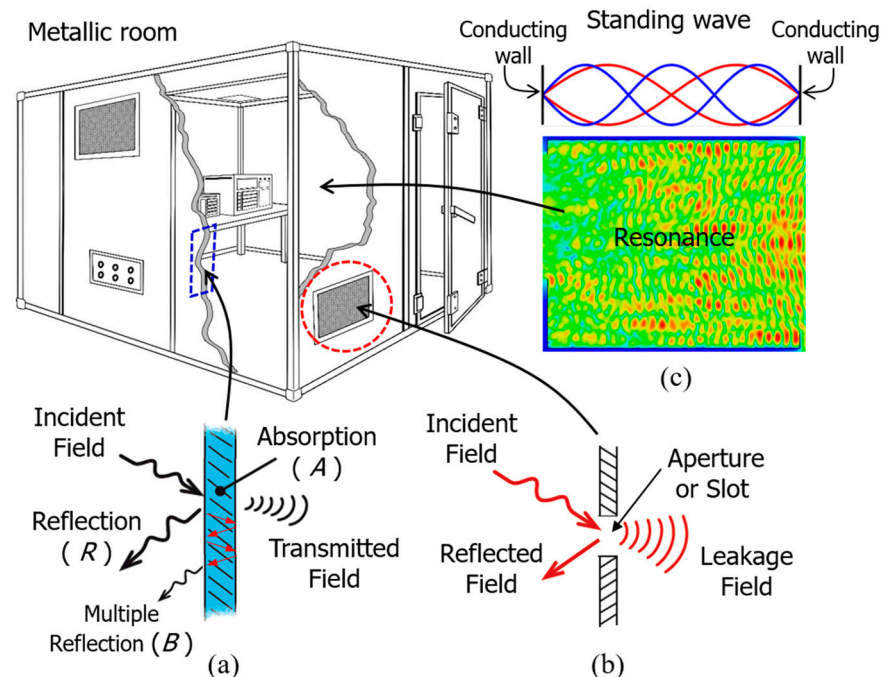 Metallic room
Standing wave
Conducting
wall
Conducting
wall
Resonance
(c)
Incident
Field
Absorption
(A)
Reflection
(R)
Transmitted
Field
Multiple
Reflection (B)
(a)
Incident
Field
Aperture
or Slot
Reflected
Field
Leakage
Field
(b)